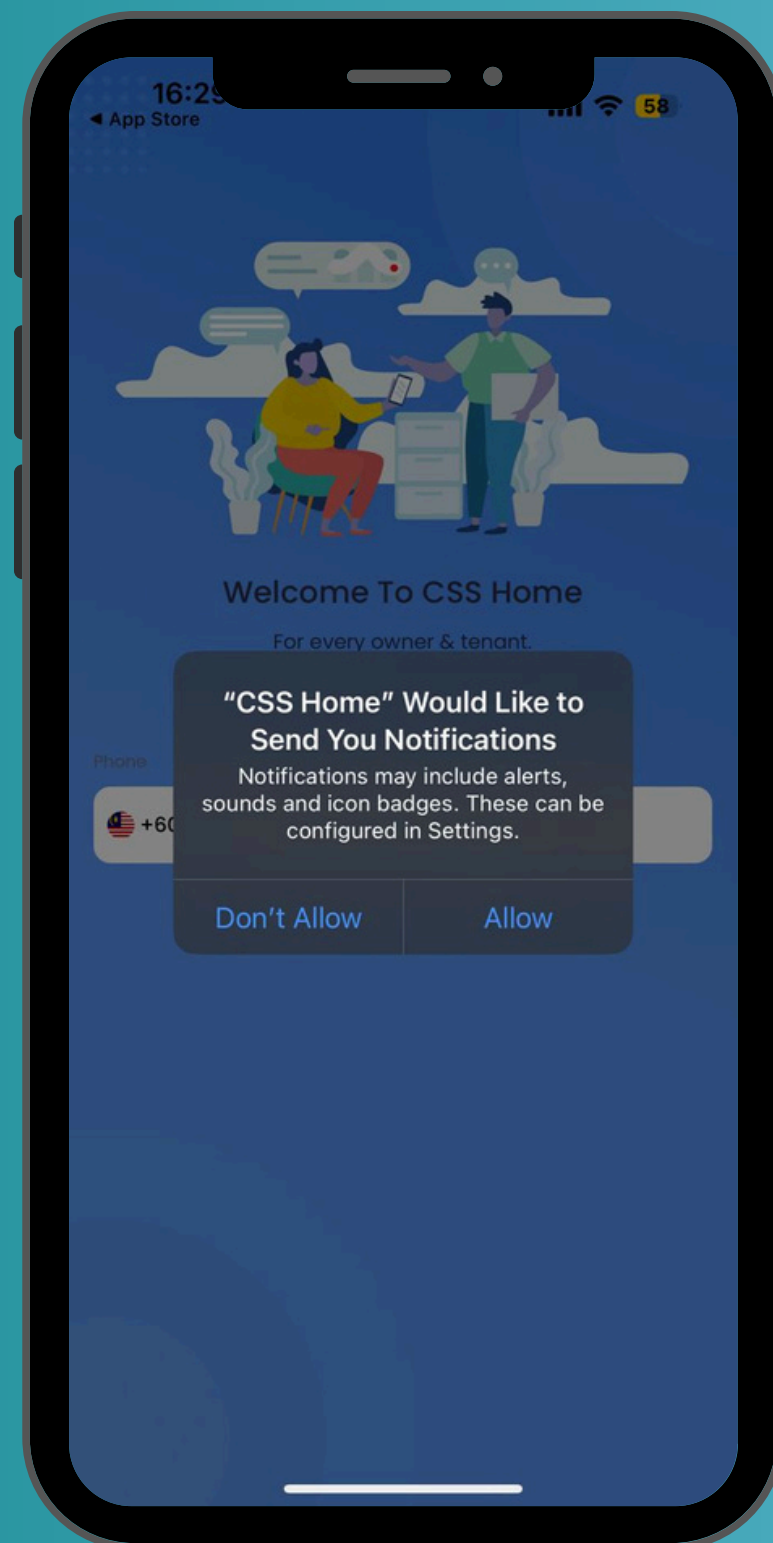 16:29
◀ App Store
58
Welcome To CSS Home
For every owner & tenant.
“CSS Home” Would Like to
Send You Notifications
Notifications may include alerts,
sounds and icon badges. These can be
configured in Settings.
Phone
+60
Don’t Allow
Allow